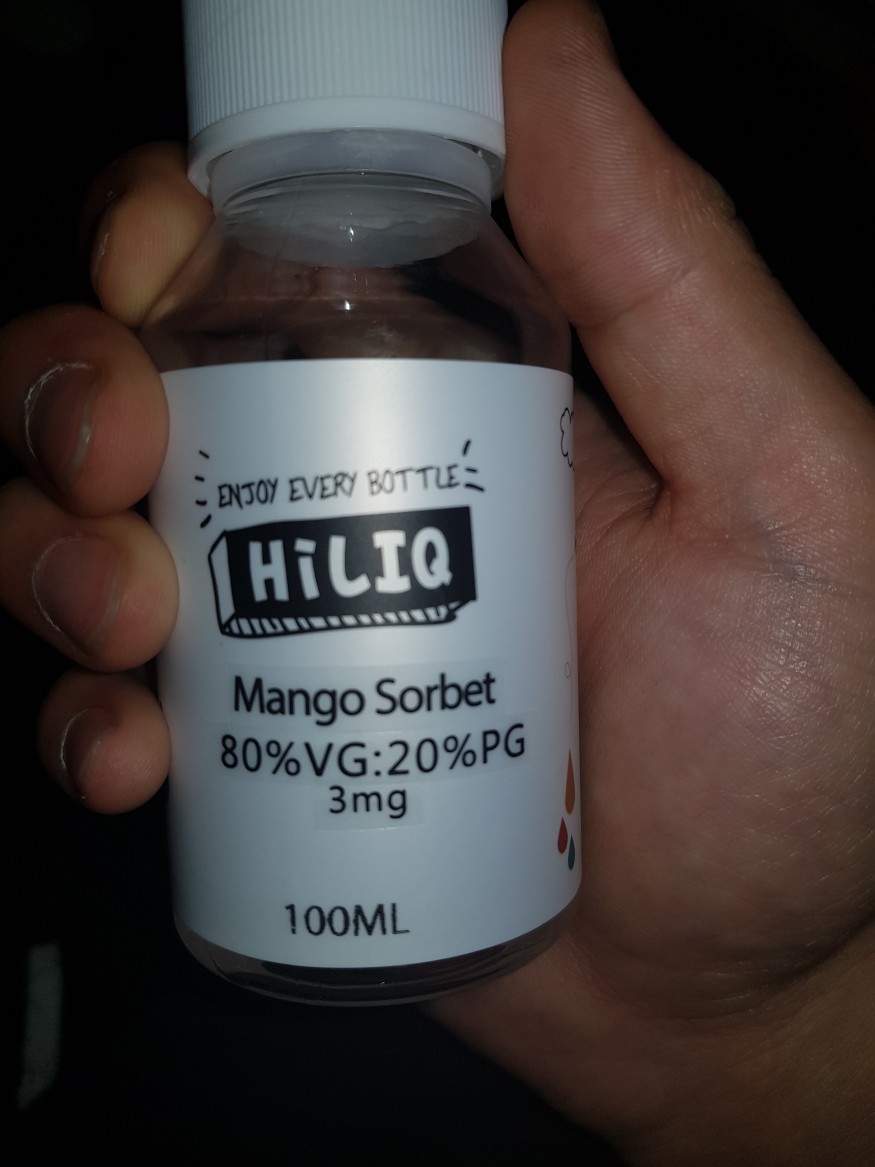 ENJOY EVERY BOTTLE
HiLIQ
Mango Sorbet
80%VG:20%PG
3mg
100ML